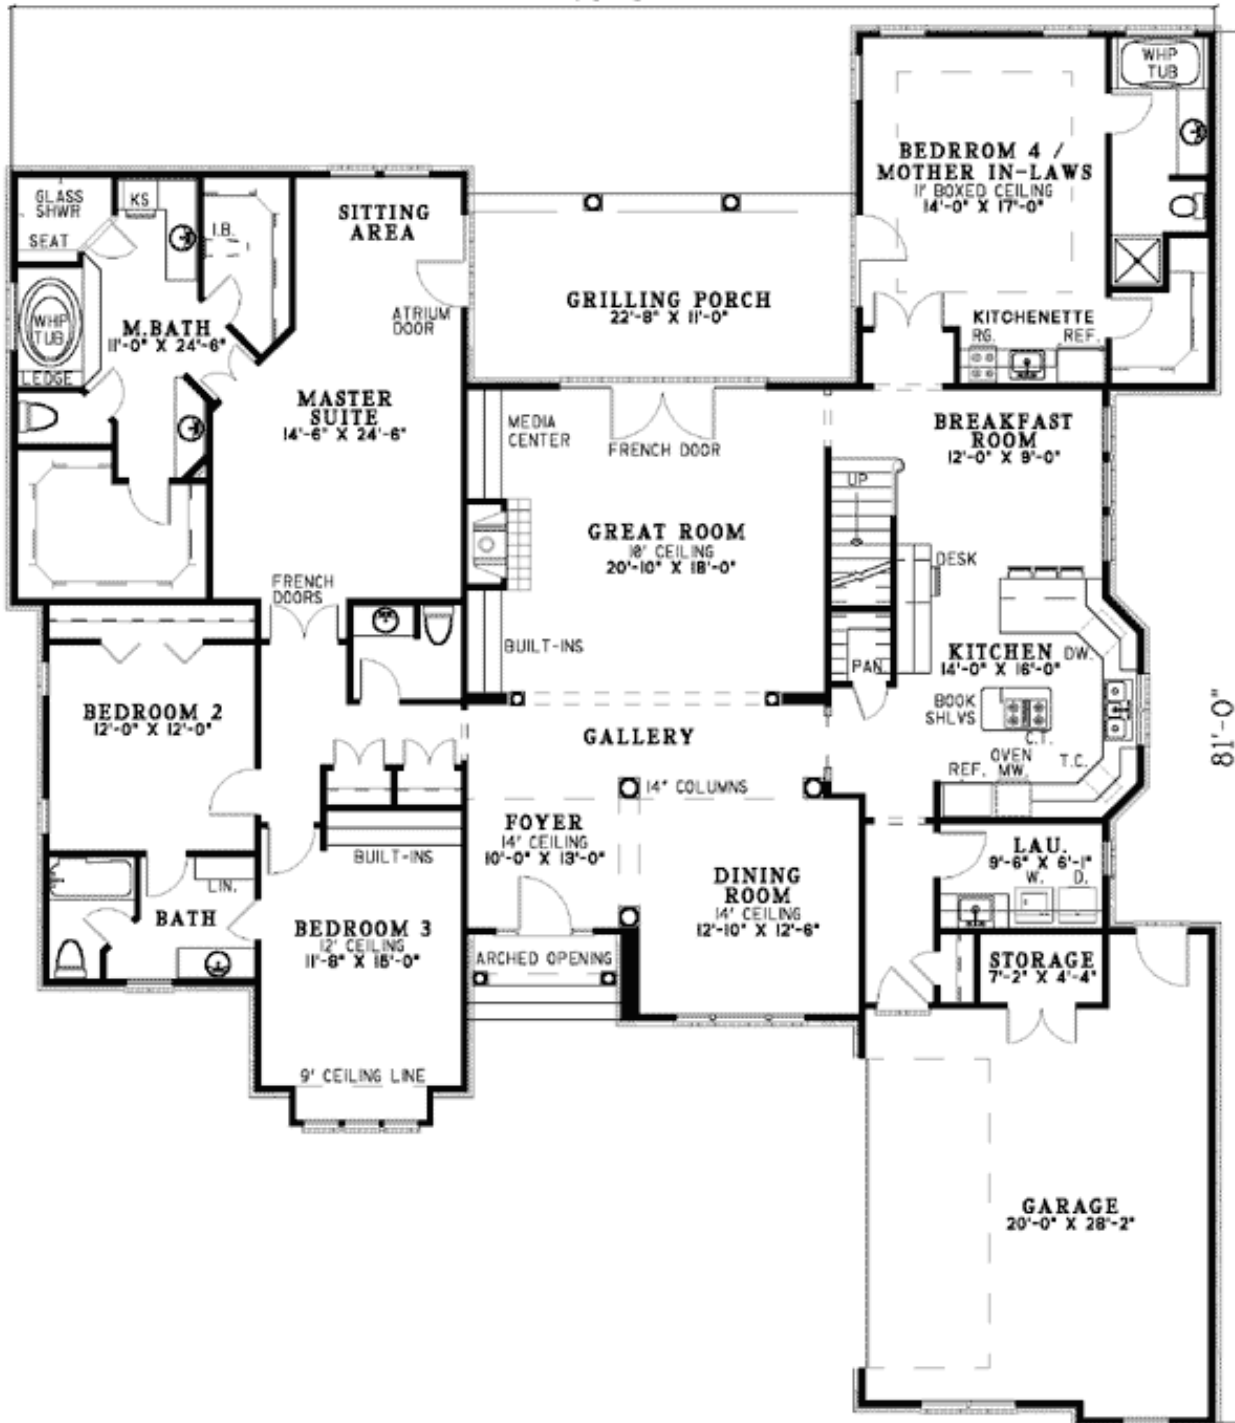 WHP
TUB
BEDRROM 4 /
MOTHER IN-LAWS
11' BOXED CEILING
14'-0" X 17'-0"
GLASS
SHWR
SEAT
KS
I.B.
SITTING
AREA
ATRIUM
DOOR
GRILLING PORCH
22'-8" X 11'-0"
KITCHENETTE
RG.
REF.
WHP
TUB
LEDGE
M.BATH
11'-0" X 24'-6"
MASTER
SUITE
14'-6" X 24'-6"
MEDIA
CENTER
FRENCH DOOR
BREAKFAST
ROOM
12'-0" X 9'-0"
UP
GREAT ROOM
10' CEILING
20'-10" X 18'-0"
DESK
FRENCH
DOORS
BUILT-INS
PAN
KITCHEN
14'-0" X 16'-0"
DW.
BOOK
SHLVS
C.T.
OVEN
MW.
REF.
T.C.
81'-0"
BEDROOM 2
12'-0" X 12'-0"
GALLERY
14" COLUMNS
FOYER
14' CEILING
10'-0" X 13'-0"
BUILT-INS
LAU.
9'-6" X 6'-1"
W.
D.
DINING
ROOM
14' CEILING
12'-10" X 12'-6"
LIN.
BATH
BEDROOM 3
12' CEILING
11'-8" X 15'-0"
ARCHED OPENING
STORAGE
7'-2" X 4'-4"
9' CEILING LINE
GARAGE
20'-0" X 28'-2"